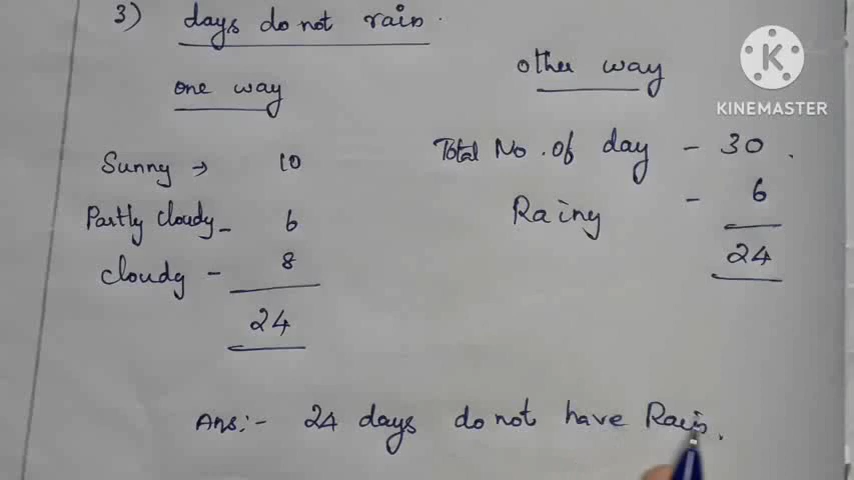 3) days do not rain.
one way
Sunny → 10
Partly cloudy - 6
cloudy - 8
24
other way
Total No. of day - 30.
Rainy - 6
24
Ans:- 24 days do not have Rain.
K
KINEMASTER